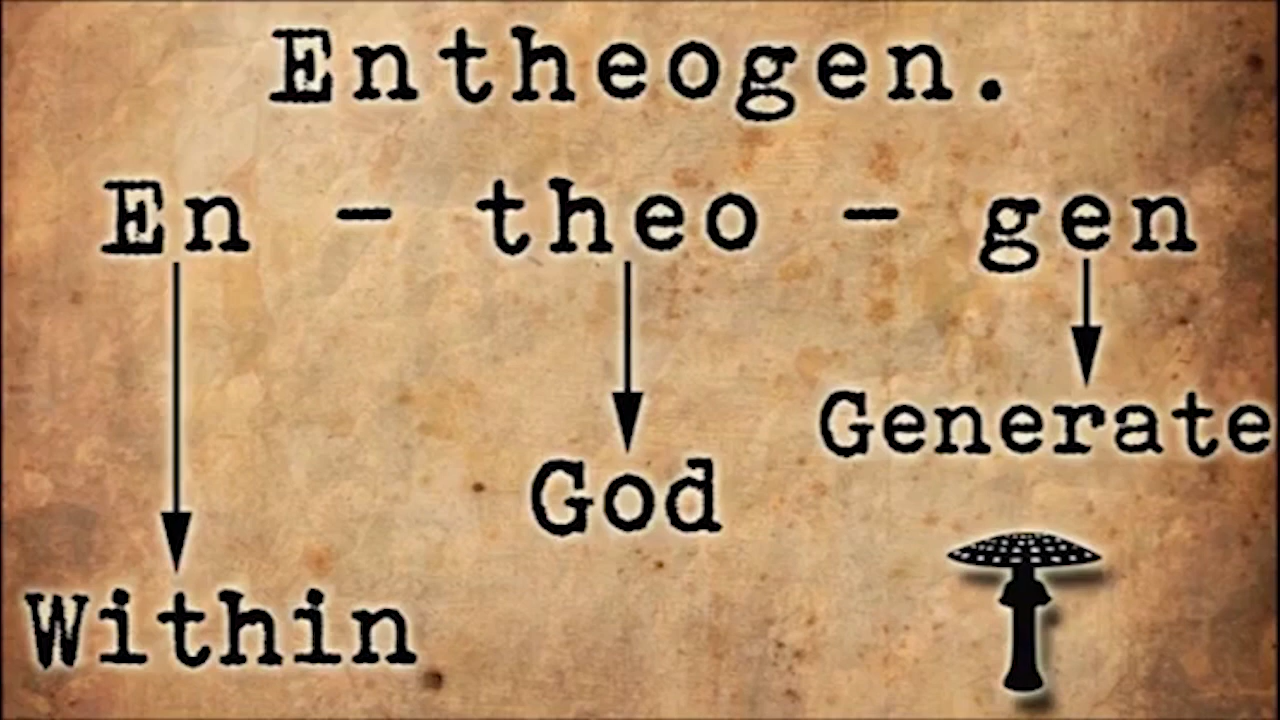 Entheogen.
En - theo - gen
Generate
God
Within